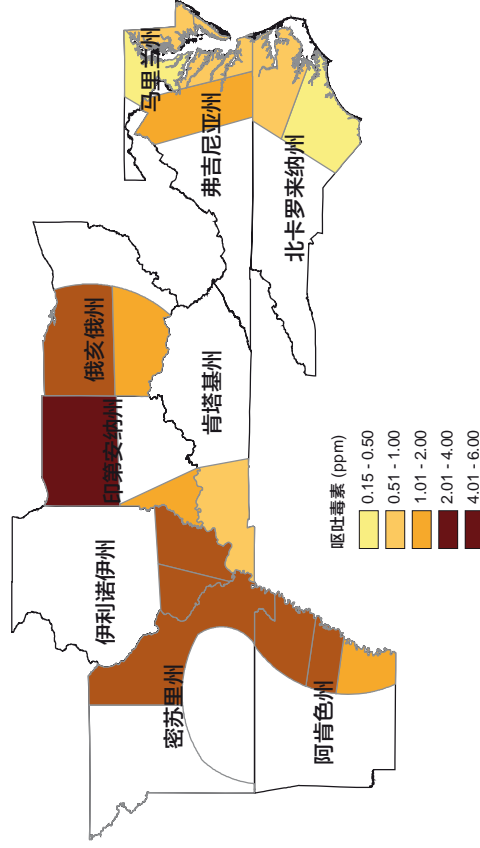 马里兰州
弗吉尼亚州
北卡罗来纳州
俄亥俄州
印第安纳州
肯塔基州
伊利诺伊州
密苏里州
阿肯色州
呕吐毒素 (ppm)
0.15 - 0.50
0.51 - 1.00
1.01 - 2.00
2.01 - 4.00
4.01 - 6.00